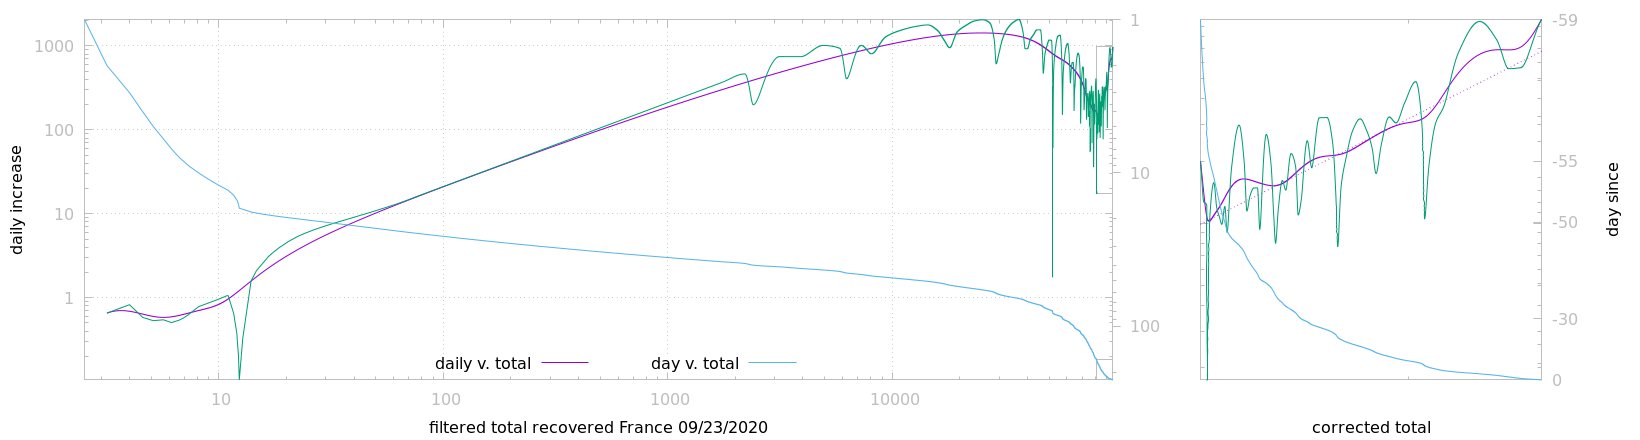 daily increase
1000
100
10
1
10
100
1000
10000
1
10
100
daily v. total
day v. total
filtered total recovered France 09/23/2020
-59
-55
-50
-30
0
day since
corrected total